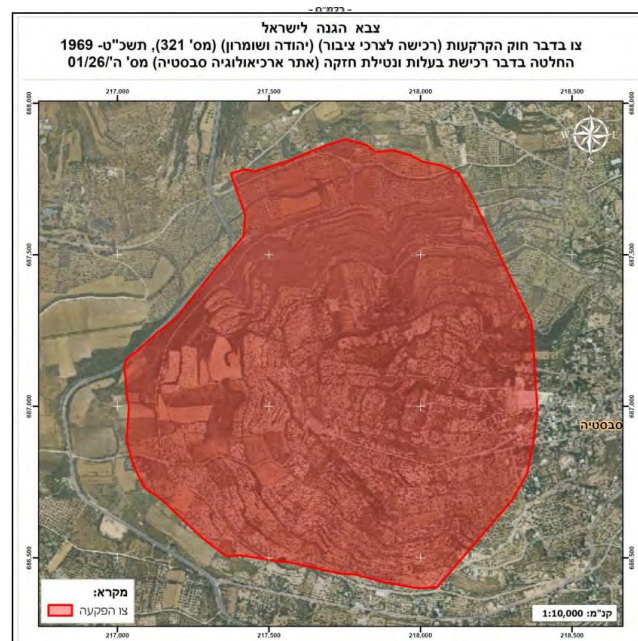 - בלמ"ס -
צבא הגנה לישראל
צו בדבר חוק הקרקעות (רכישה לצרכי ציבור) (יהודה ושומרון) (מס' 321), תשכ"ט- 1969
החלטה בדבר רכישת בעלות ונטילת חזקה (אתר ארכיאולוגיה סבסטיה) מס' ה'/01/26
217,000 217,500 218,000 218,500
688,000 688,000
N
W E
S
687,500 687,500
687,000 687,000
סבסטיה
686,500 686,500
מקרא:
צו הפקעה
קנ"מ: 1:10,000
217,000 217,500 218,000 218,500